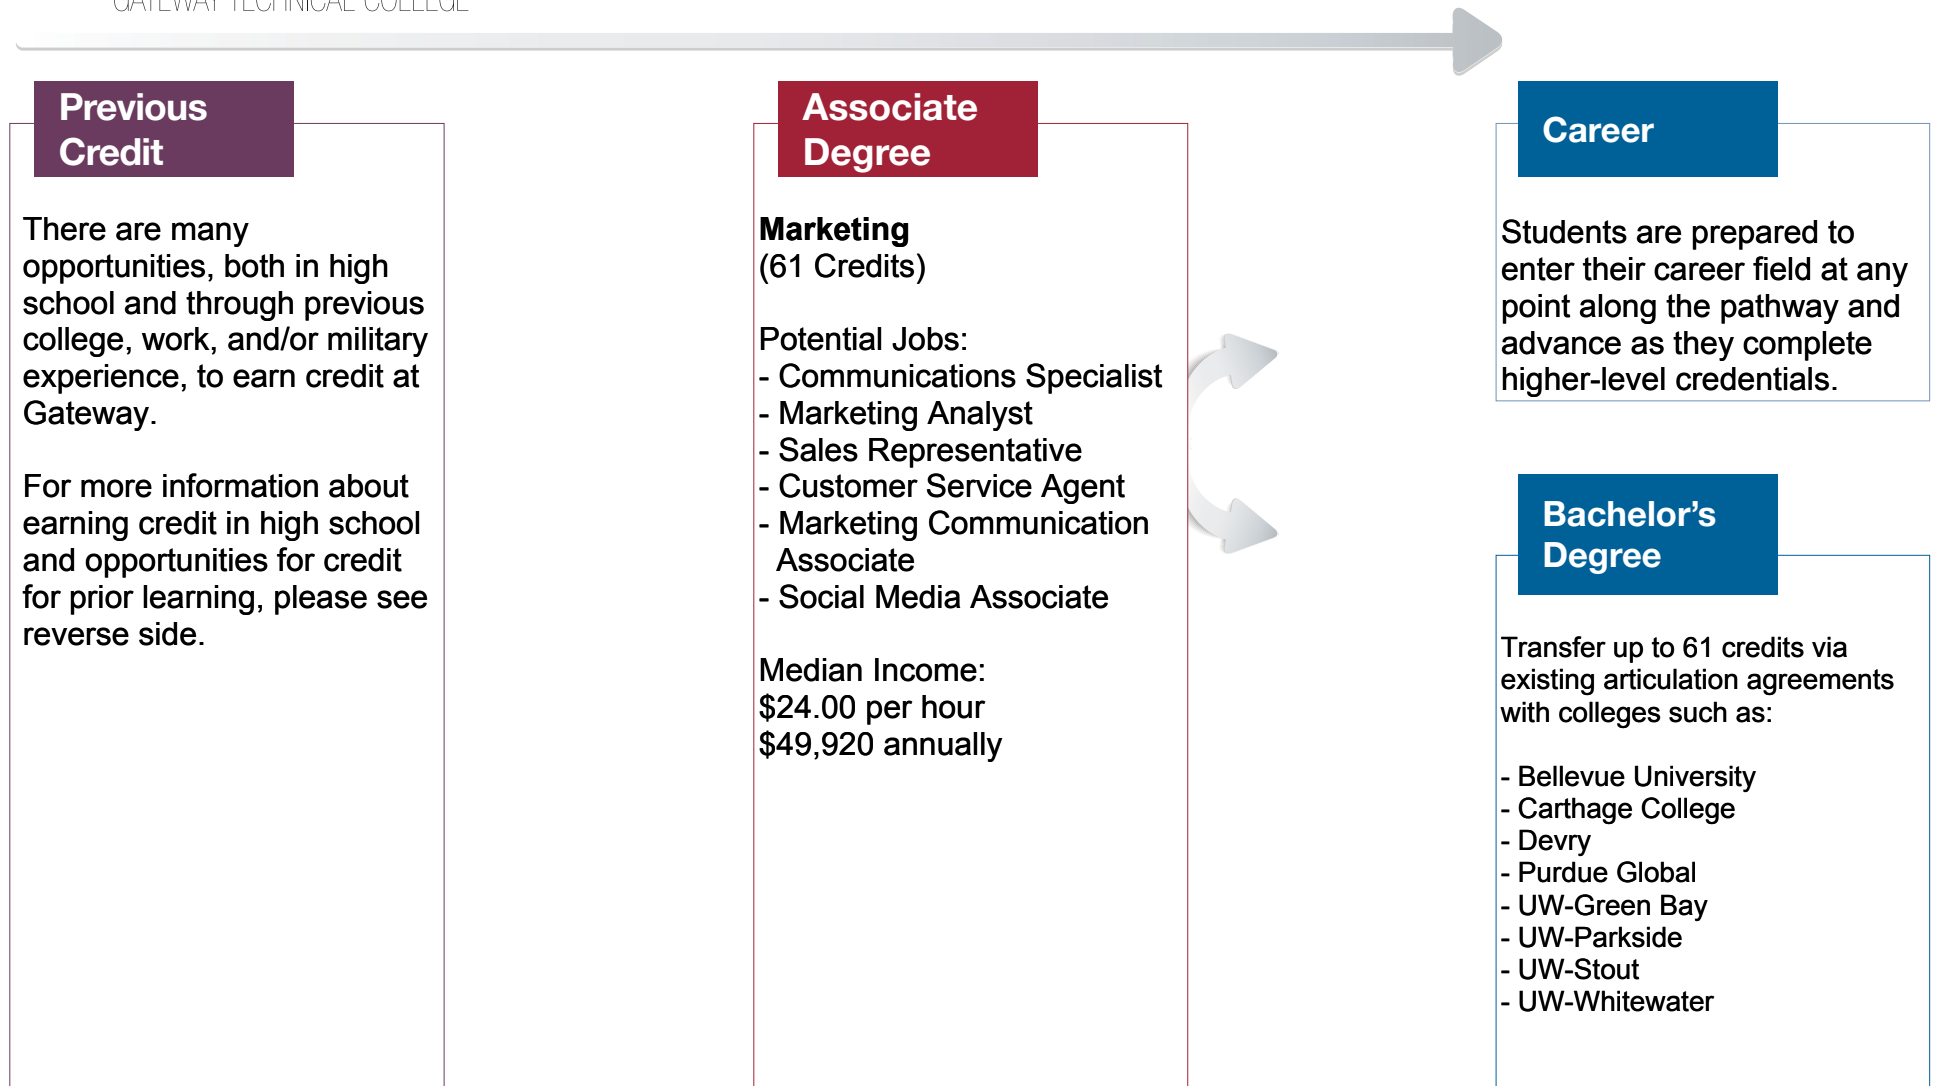 GATEWAY TECHNICAL COLLEGE
Previous
Credit
There are many
opportunities, both in high
school and through previous
college, work, and/or military
experience, to earn credit at
Gateway.
For more information about
earning credit in high school
and opportunities for credit
for prior learning, please see
reverse side.
Associate
Degree
Marketing
(61 Credits)
Potential Jobs:
- Communications Specialist
- Marketing Analyst
- Sales Representative
- Customer Service Agent
- Marketing Communication
Associate
- Social Media Associate
Median Income:
$24.00 per hour
$49,920 annually
Career
Students are prepared to
enter their career field at any
point along the pathway and
advance as they complete
higher-level credentials.
Bachelor’s
Degree
Transfer up to 61 credits via
existing articulation agreements
with colleges such as:
- Bellevue University
- Carthage College
- Devry
- Purdue Global
- UW-Green Bay
- UW-Parkside
- UW-Stout
- UW-Whitewater